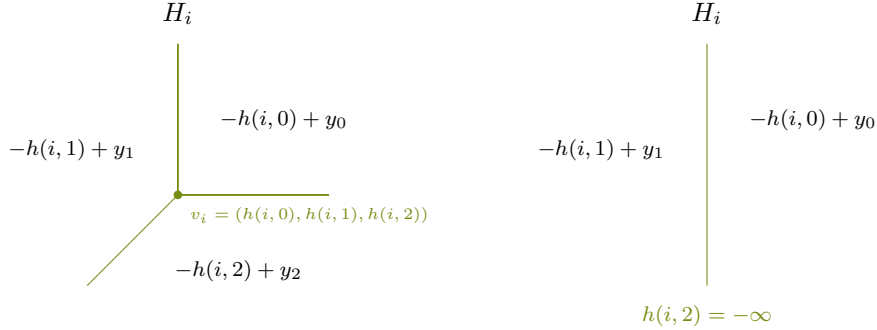 H_i
−h(i, 1) + y_1
−h(i, 0) + y_0
v_i = (h(i, 0), h(i, 1), h(i, 2))
−h(i, 2) + y_2
H_i
−h(i, 1) + y_1
−h(i, 0) + y_0
h(i, 2) = −∞